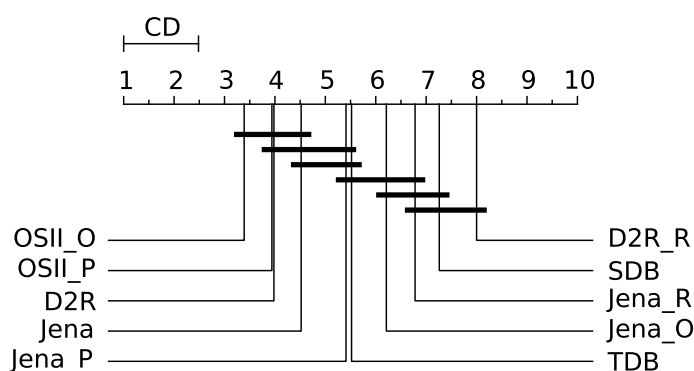 CD
1 2 3 4 5 6 7 8 9 10
OSII_O
OSII_P
D2R
Jena
Jena_P
D2R_R
SDB
Jena_R
Jena_O
TDB